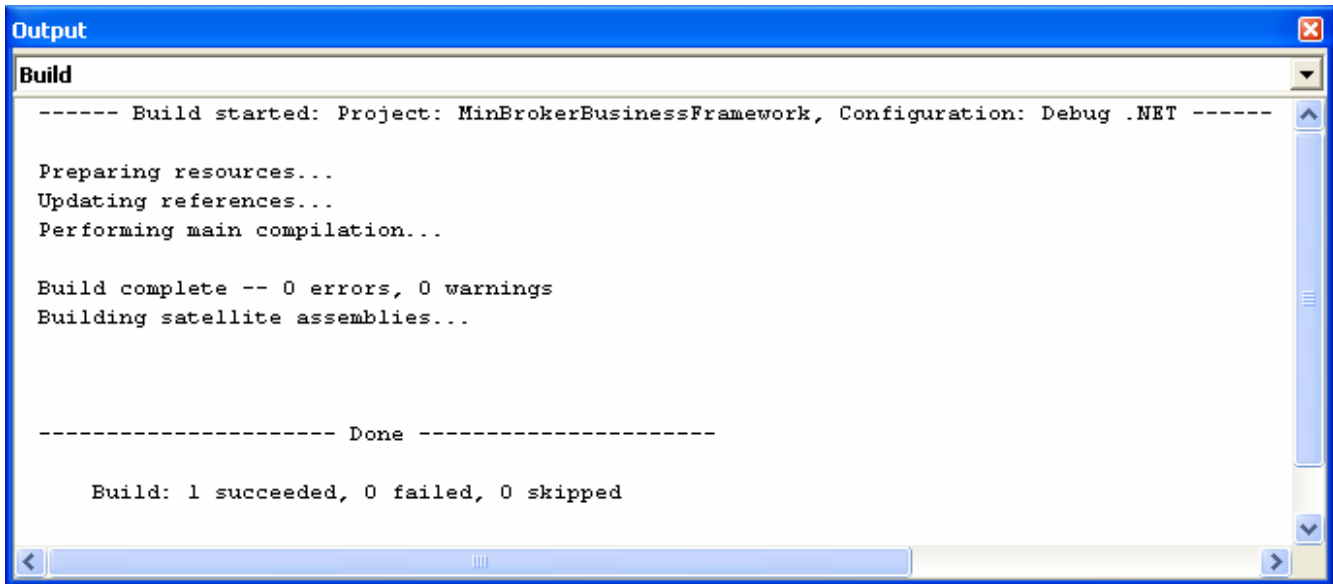 Output
Build
------ Build started: Project: MinBrokerBusinessFramework, Configuration: Debug .NET ------
Preparing resources...
Updating references...
Performing main compilation...
Build complete -- 0 errors, 0 warnings
Building satellite assemblies...
---------------------- Done ----------------------
Build: 1 succeeded, 0 failed, 0 skipped